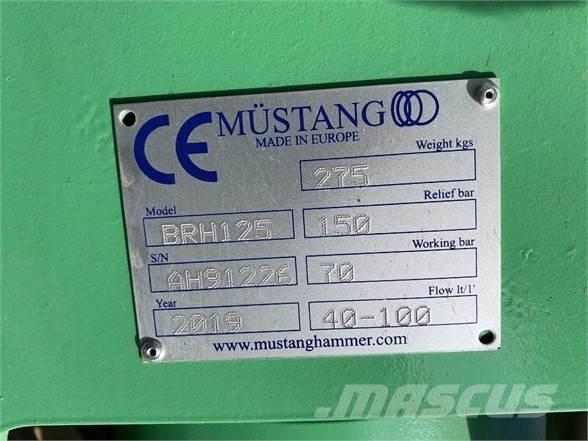 CE MÜSTANG
MADE IN EUROPE
Weight kgs
275
Model
Relief bar
BRH125
150
S/N
Working bar
AH91226
70
Year
Flow lt/1'
2019
40-100
www.mustanghammer.com
MASCUS